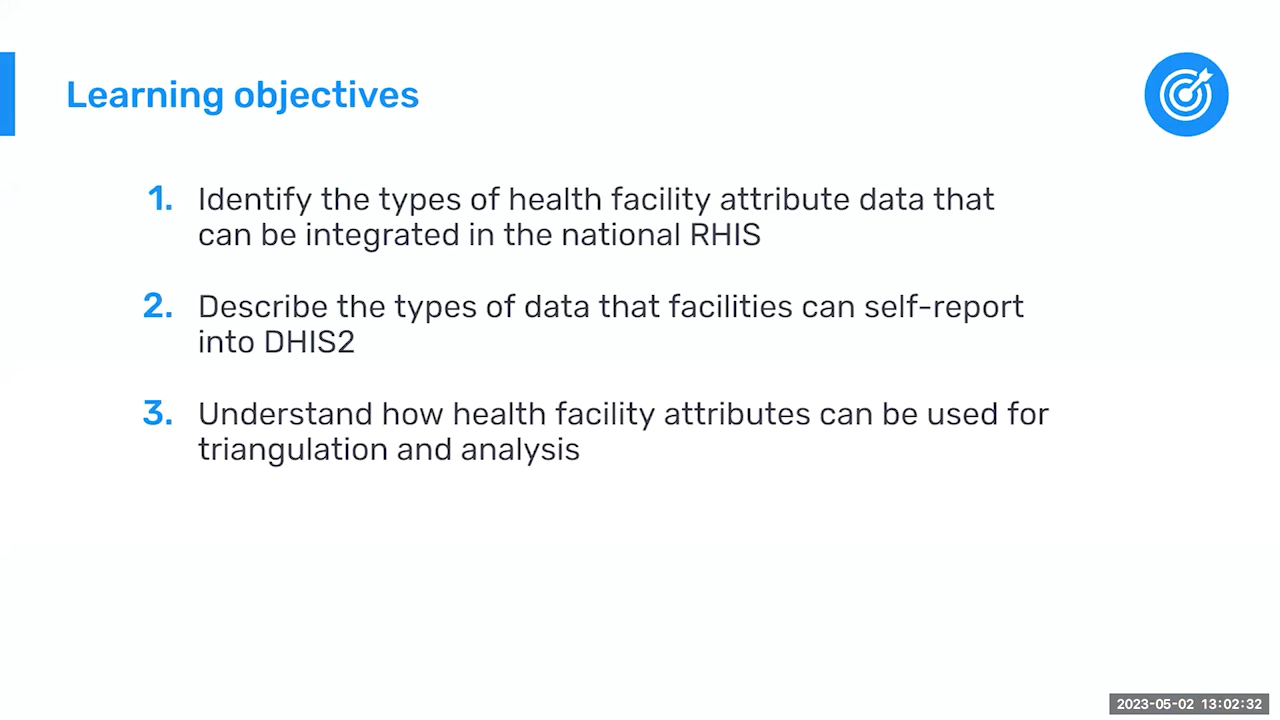 Learning objectives
1. Identify the types of health facility attribute data that
can be integrated in the national RHIS
2. Describe the types of data that facilities can self-report
into DHIS2
3. Understand how health facility attributes can be used for
triangulation and analysis
2023-05-02 13:02:32